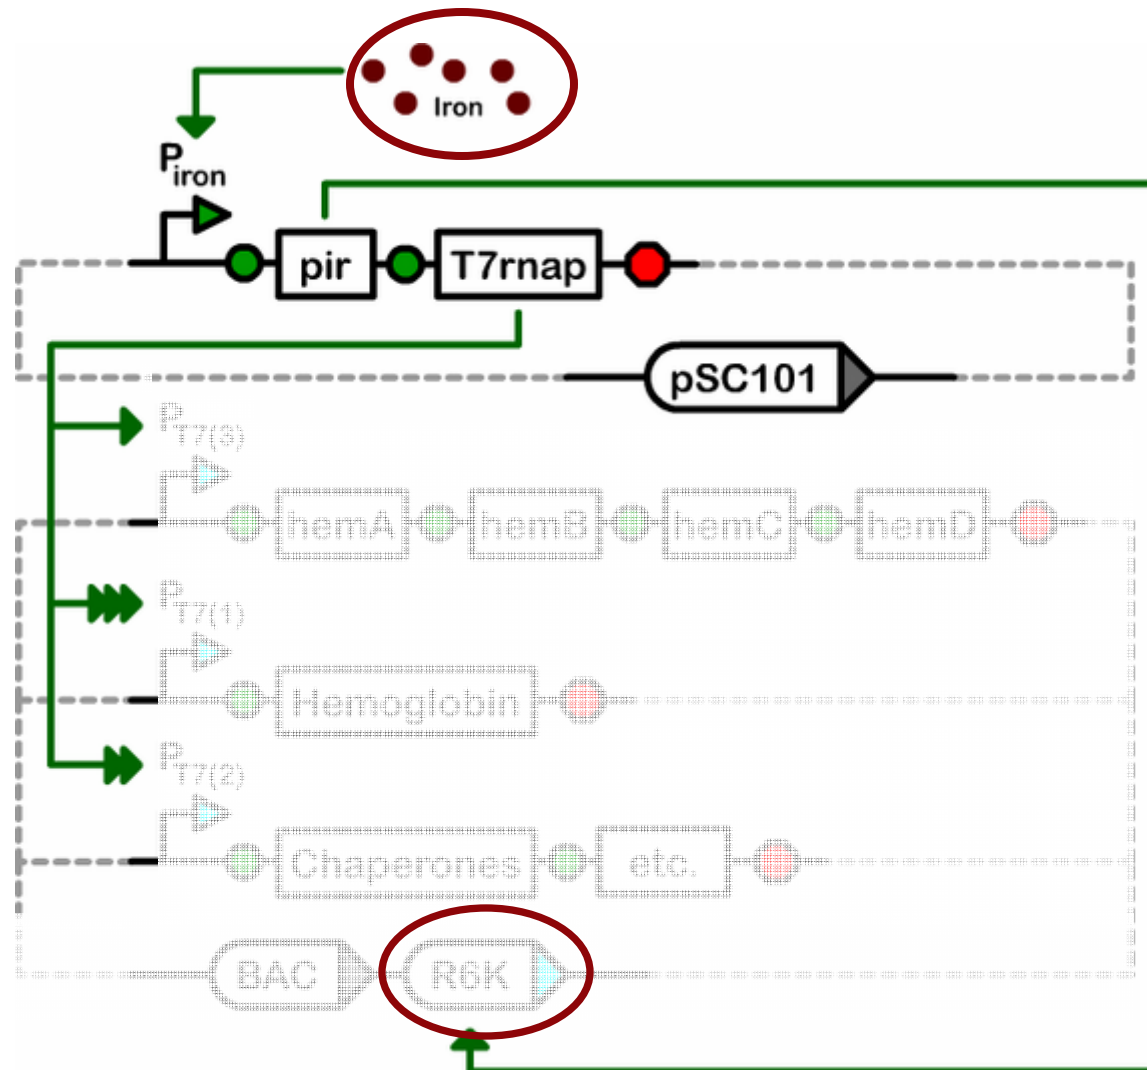 Iron
Piron
pir T7rnap
pSC101
PT7(3)
hemA hemB hemC hemD
PT7(1)
Hemoglobin
PT7(2)
Chaperones etc.
BAC R6K